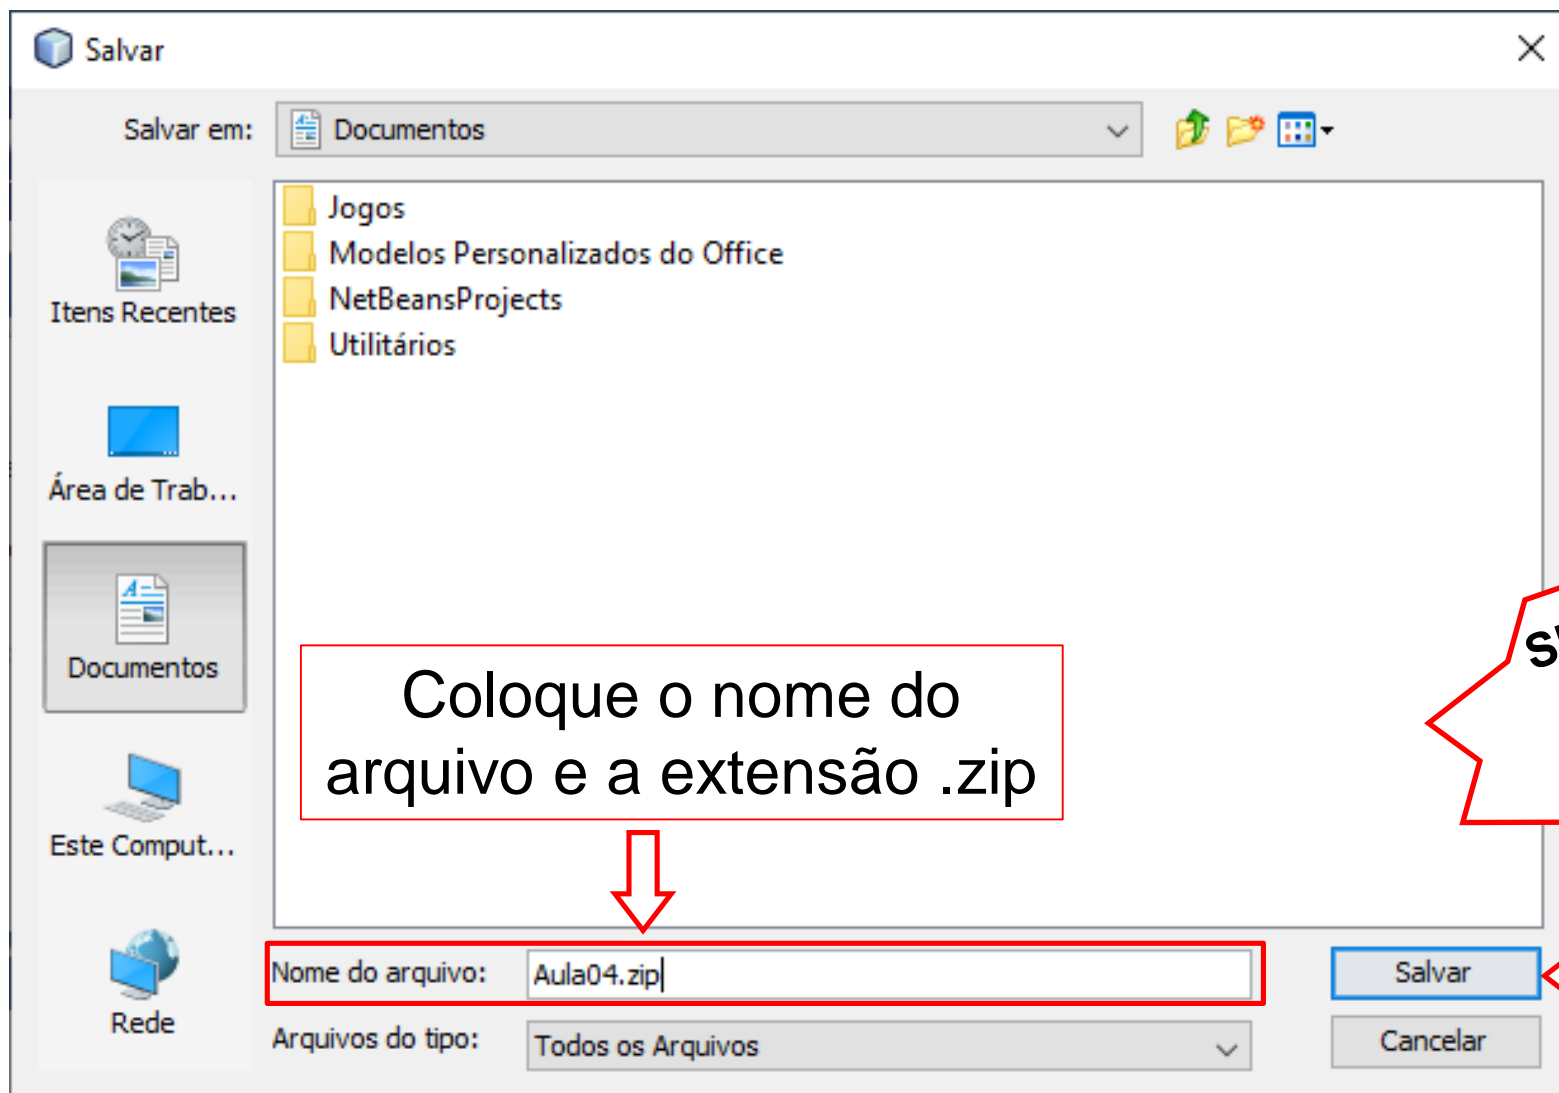 Salvar
Salvar em:
Documentos
Jogos
Modelos Personalizados do Office
NetBeansProjects
Utilitários
Itens Recentes
Área de Trab...
Documentos
Este Comput...
Rede
Coloque o nome do
arquivo e a extensão .zip
Nome do arquivo:
Aula04.zip
Salvar
Arquivos do tipo:
Todos os Arquivos
Cancelar